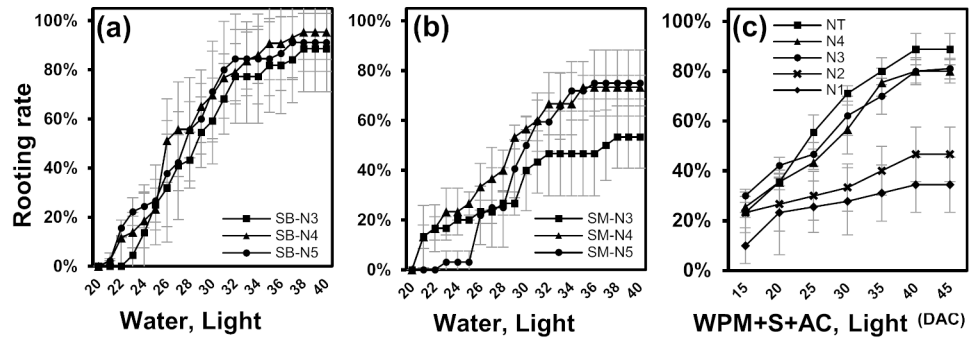 (a)
Rooting rate
100%
80%
60%
40%
20%
0%
SB-N3
SB-N4
SB-N5
20 22 24 26 28 30 32 34 36 38 40
Water, Light
(b)
100%
80%
60%
40%
20%
0%
SM-N3
SM-N4
SM-N5
20 22 24 26 28 30 32 34 36 38 40
Water, Light
(c)
100%
80%
60%
40%
20%
0%
NT
N4
N3
N2
N1
15 20 25 30 35 40 45
WPM+S+AC, Light (DAC)